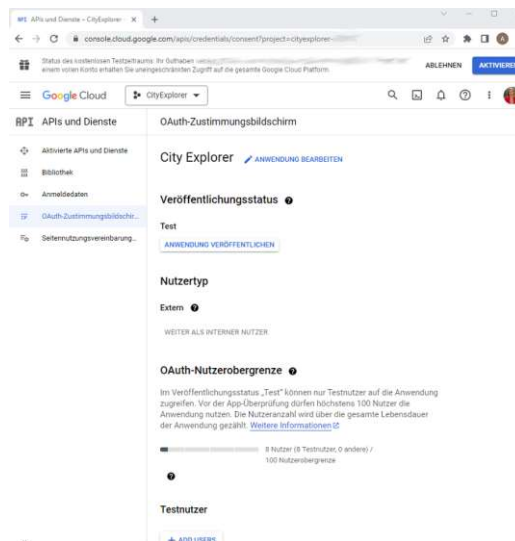 APIs und Dienste – CityExplorer
console.cloud.google.com/apis/credentials/consent?project=cityexplorer-
Status des kostenlosen Testzeitraums: Ihr Guthaben
einem vollen Konto erhalten Sie uneingeschränkten Zugriff auf die gesamte Google Cloud Platform.
ABLEHNEN
AKTIVIEREN
Google Cloud
CityExplorer
API APIs und Dienste
OAuth-Zustimmungsbildschirm
Aktivierte APIs und Dienste
Bibliothek
Anmeldedaten
OAuth-Zustimmungsbildschir...
Seitennutzungsvereinbarung...
City Explorer
ANWENDUNG BEARBEITEN
Veröffentlichungsstatus
Test
ANWENDUNG VERÖFFENTLICHEN
Nutzertyp
Extern
WEITER ALS INTERNER NUTZER
OAuth-Nutzerobergrenze
Im Veröffentlichungsstatus „Test“ können nur Testnutzer auf die Anwendung
zugreifen. Vor der App-Überprüfung dürfen höchstens 100 Nutzer die
Anwendung nutzen. Die Nutzeranzahl wird über die gesamte Lebensdauer
der Anwendung gezählt. Weitere Informationen
8 Nutzer (8 Testnutzer, 0 andere) /
100 Nutzerobergrenze
Testnutzer
+ ADD USERS